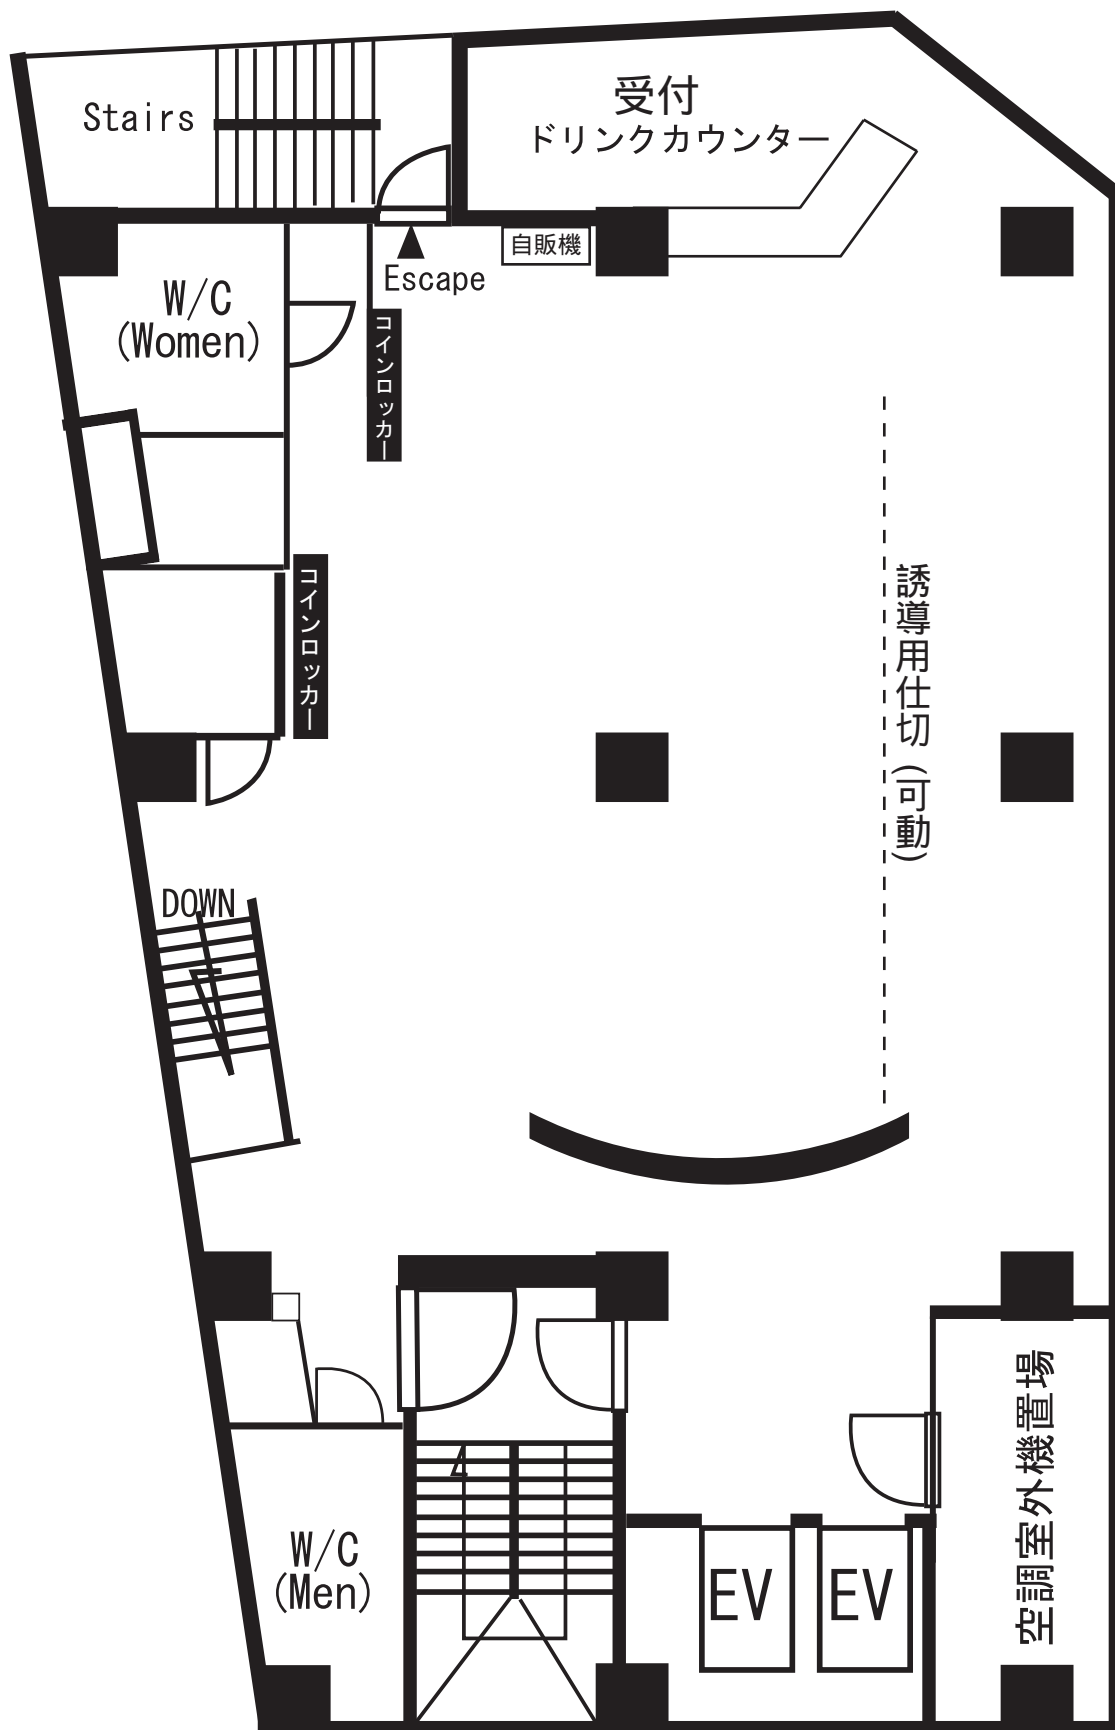 Stairs
受付
ドリンクカウンター
自販機
Escape
W/C
(Women)
コインロッカー
コインロッカー
誘導用仕切(可動)
DOWN
W/C
(Men)
EV
EV
空調室外機置場